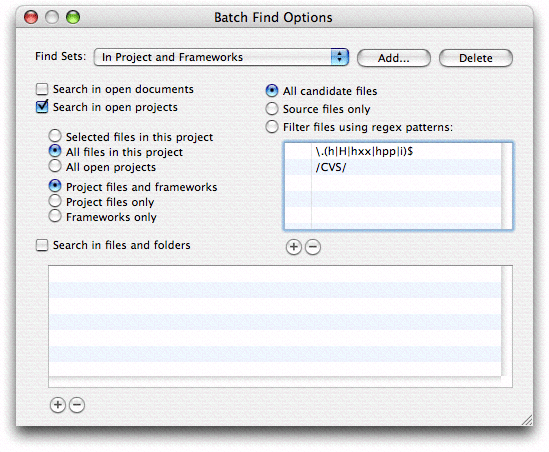 Batch Find Options
Find Sets: In Project and Frameworks Add... Delete
Search in open documents
Search in open projects
Selected files in this project
All files in this project
All open projects
Project files and frameworks
Project files only
Frameworks only
Search in files and folders
All candidate files
Source files only
Filter files using regex patterns:
\.(h|H|hxx|hpp|i)$
/CVS/